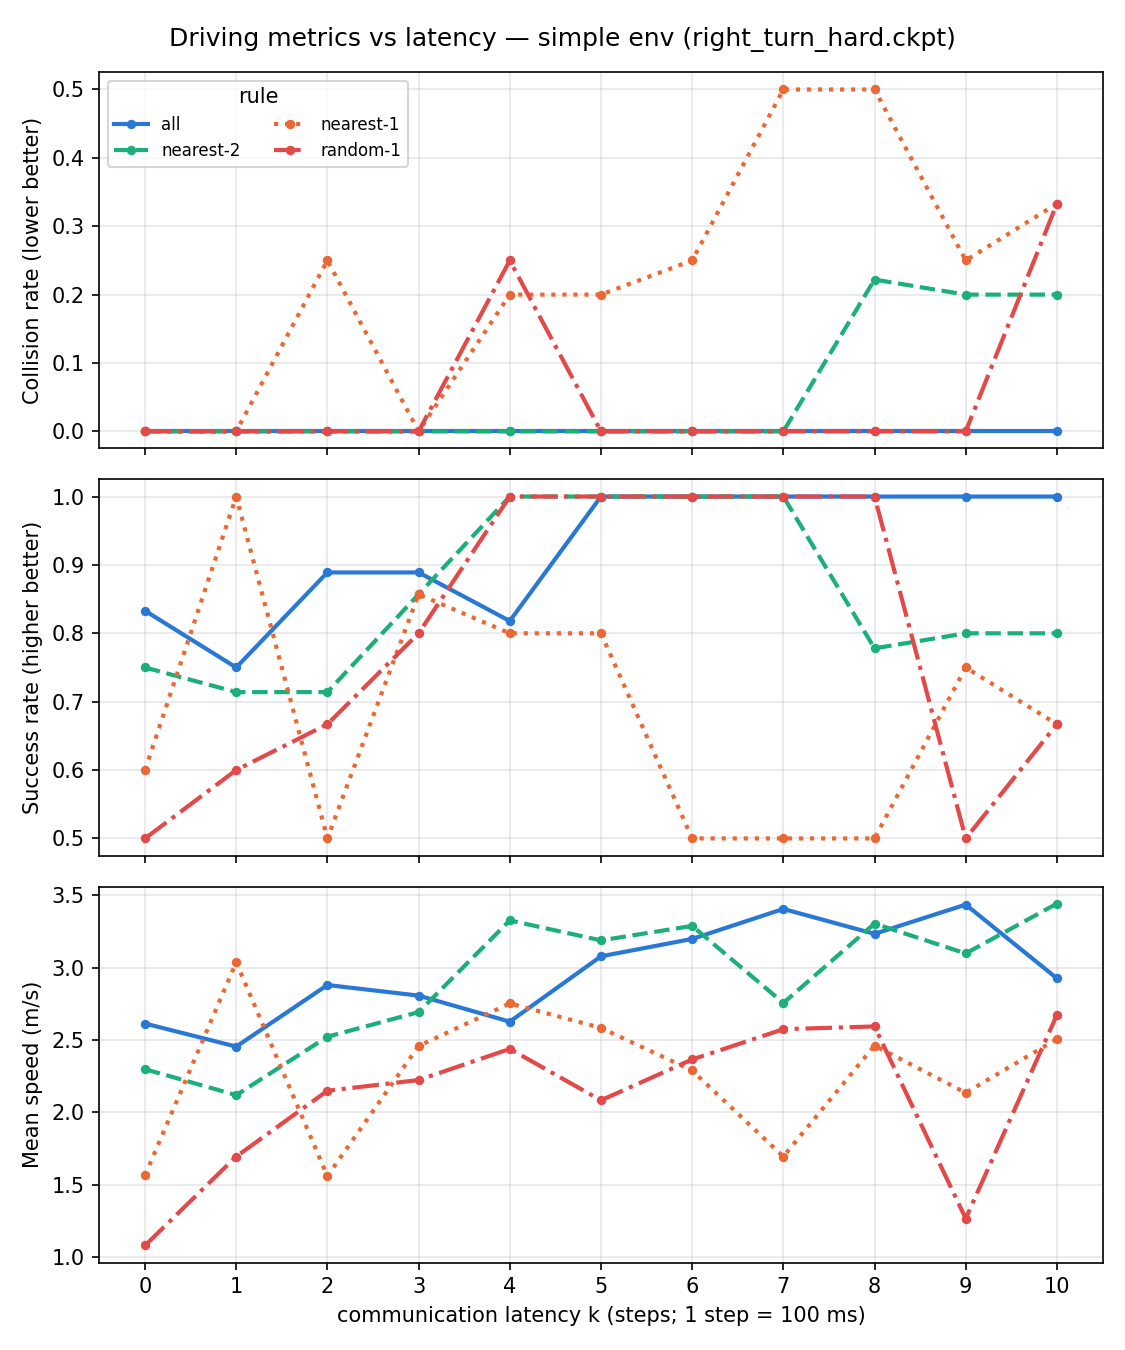 Driving metrics vs latency — simple env (right_turn_hard.ckpt)
Collision rate (lower better)
0.5
0.4
0.3
0.2
0.1
0.0
rule
all
nearest-2
nearest-1
random-1
Success rate (higher better)
1.0
0.9
0.8
0.7
0.6
0.5
Mean speed (m/s)
3.5
3.0
2.5
2.0
1.5
1.0
0 1 2 3 4 5 6 7 8 9 10
communication latency k (steps; 1 step = 100 ms)